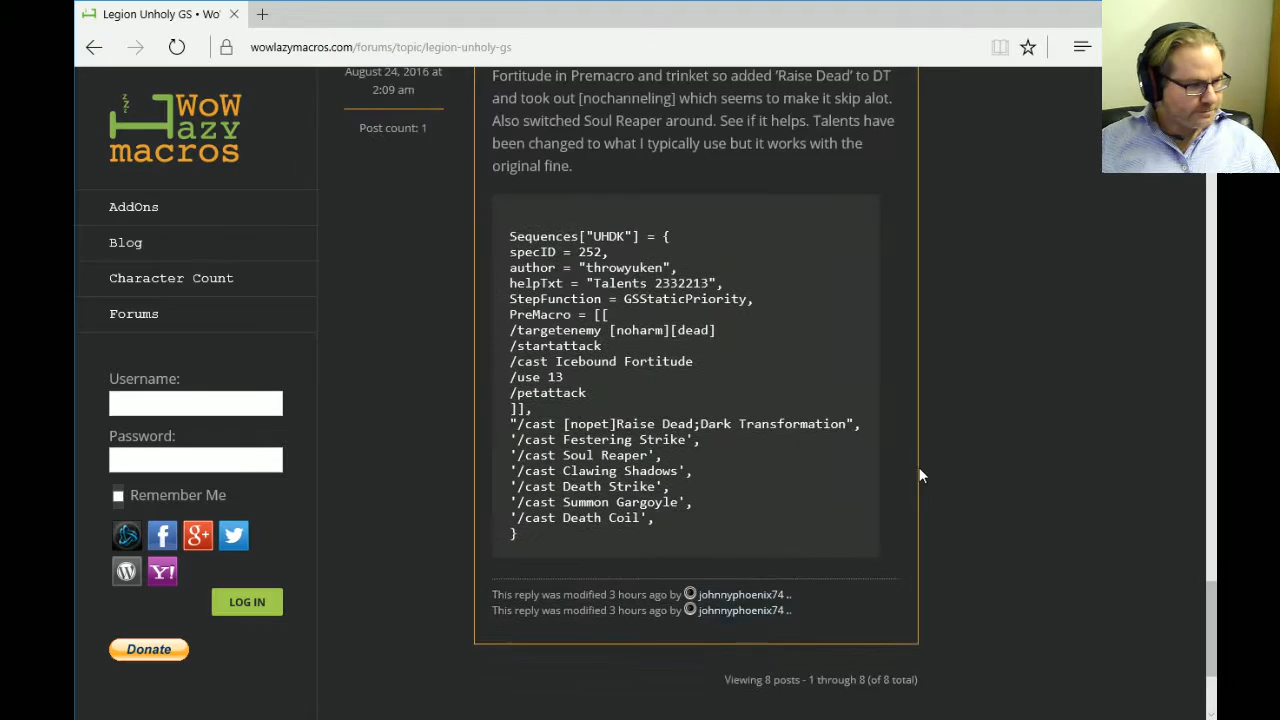 Legion Unholy GS • Wo
wowlazymacros.com/forums/topic/legion-unholy-gs
zzz
WoW
lazy
macros
AddOns
Blog
Character Count
Forums
Username:
Password:
Remember Me
LOG IN
Donate
August 24, 2016 at
2:09 am
Post count: 1
Fortitude in Premacro and trinket so added ‘Raise Dead’ to DT
and took out [nochanneling] which seems to make it skip alot.
Also switched Soul Reaper around. See if it helps. Talents have
been changed to what I typically use but it works with the
original fine.
Sequences["UHDK"] = {
specID = 252,
author = "throwyuken",
helpTxt = "Talents 2332213",
StepFunction = GSStaticPriority,
PreMacro = [[
/targetenemy [noharm][dead]
/startattack
/cast Icebound Fortitude
/use 13
/petattack
]],
"/cast [nopet]Raise Dead;Dark Transformation",
'/cast Festering Strike',
'/cast Soul Reaper',
'/cast Clawing Shadows',
'/cast Death Strike',
'/cast Summon Gargoyle',
'/cast Death Coil',
}
This reply was modified 3 hours ago by johnnyphoenix74 ..
This reply was modified 3 hours ago by johnnyphoenix74 ..
Viewing 8 posts - 1 through 8 (of 8 total)